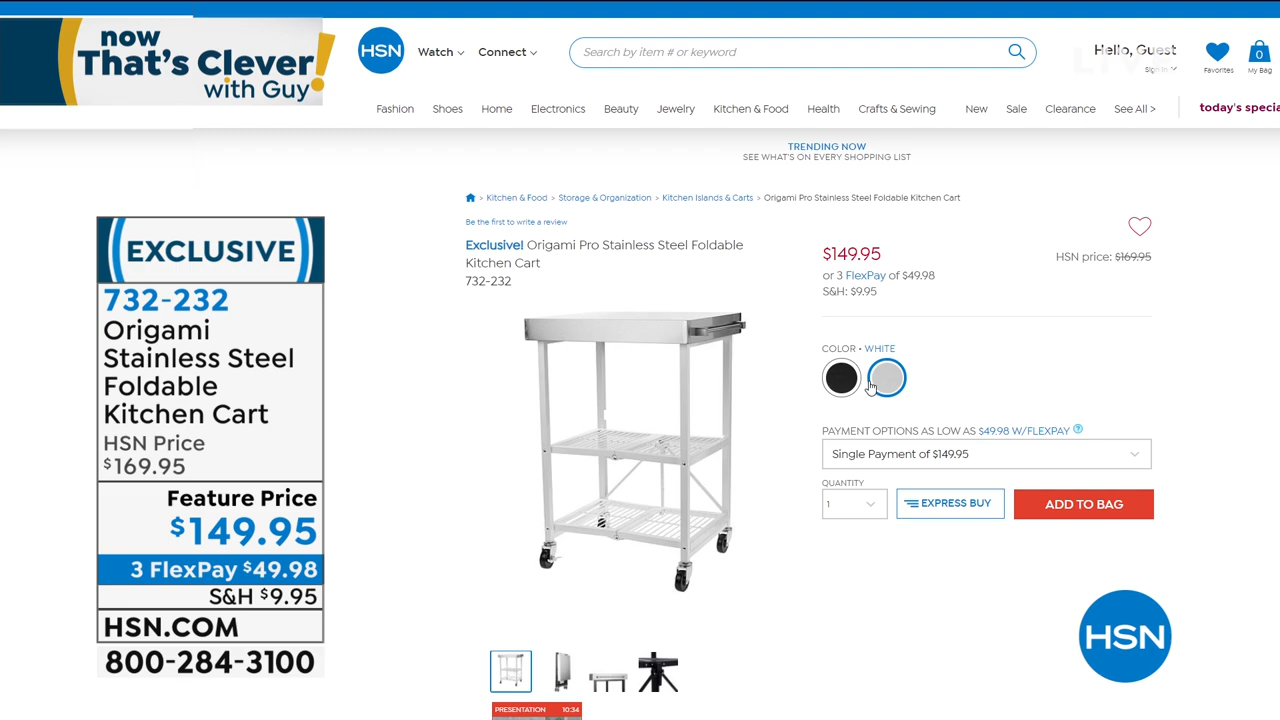 now
That's Clever!
with Guy
HSN
Watch
Connect
Search by item # or keyword
Hello, Guest
Sign In
Favorites
0
My Bag
Fashion
Shoes
Home
Electronics
Beauty
Jewelry
Kitchen & Food
Health
Crafts & Sewing
New
Sale
Clearance
See All >
today's specia
TRENDING NOW
SEE WHAT'S ON EVERY SHOPPING LIST
> Kitchen & Food > Storage & Organization > Kitchen Islands & Carts > Origami Pro Stainless Steel Foldable Kitchen Cart
Be the first to write a review
Exclusive! Origami Pro Stainless Steel Foldable
Kitchen Cart
732-232
$149.95
HSN price: $169.95
or 3 FlexPay of $49.98
S&H: $9.95
COLOR • WHITE
PAYMENT OPTIONS AS LOW AS $49.98 W/FLEXPAY ?
Single Payment of $149.95
QUANTITY
1
EXPRESS BUY
ADD TO BAG
PRESENTATION 10:34
EXCLUSIVE
732-232
Origami
Stainless Steel
Foldable
Kitchen Cart
HSN Price
$169.95
Feature Price
$149.95
3 FlexPay $49.98
S&H $9.95
HSN.COM
800-284-3100
HSN